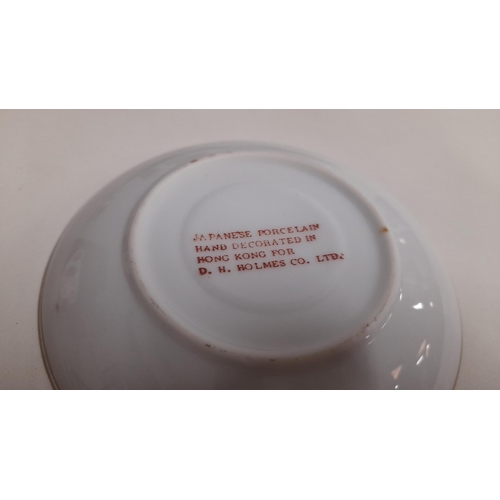 JAPANESE PORCELAIN
HAND DECORATED IN
HONG KONG FOR
D. H. HOLMES CO. LTD.